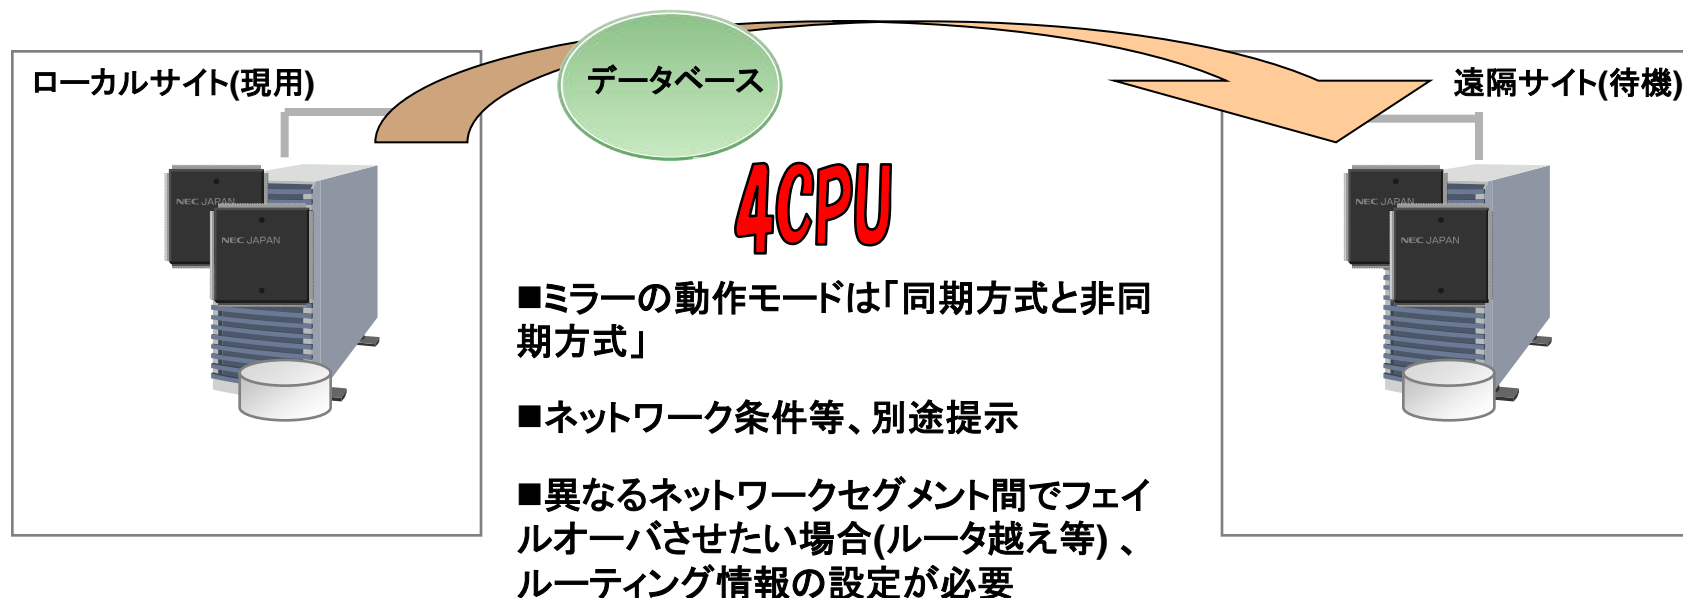 ローカルサイト(現用)
データベース
遠隔サイト(待機)
NEC JAPAN
NEC JAPAN
NEC JAPAN
NEC JAPAN
4CPU
■ミラーの動作モードは「同期方式と非同
期方式」
■ネットワーク条件等、別途提示
■異なるネットワークセグメント間でフェイ
ルオーバさせたい場合(ルータ越え等) 、
ルーティング情報の設定が必要